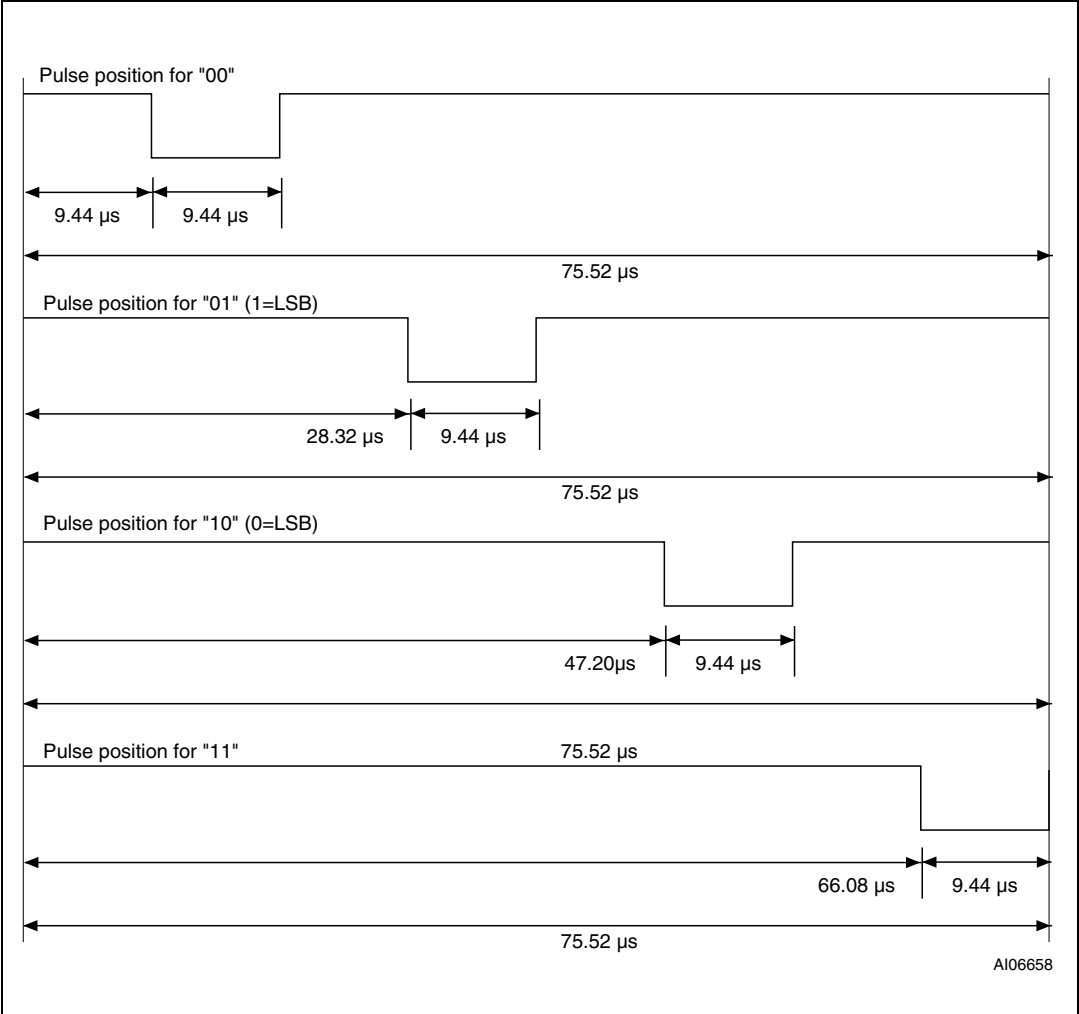 Pulse position for "00"
9.44 µs 9.44 µs
75.52 µs
Pulse position for "01" (1=LSB)
28.32 µs 9.44 µs
75.52 µs
Pulse position for "10" (0=LSB)
47.20µs 9.44 µs
Pulse position for "11" 75.52 µs
66.08 µs 9.44 µs
75.52 µs
AI06658